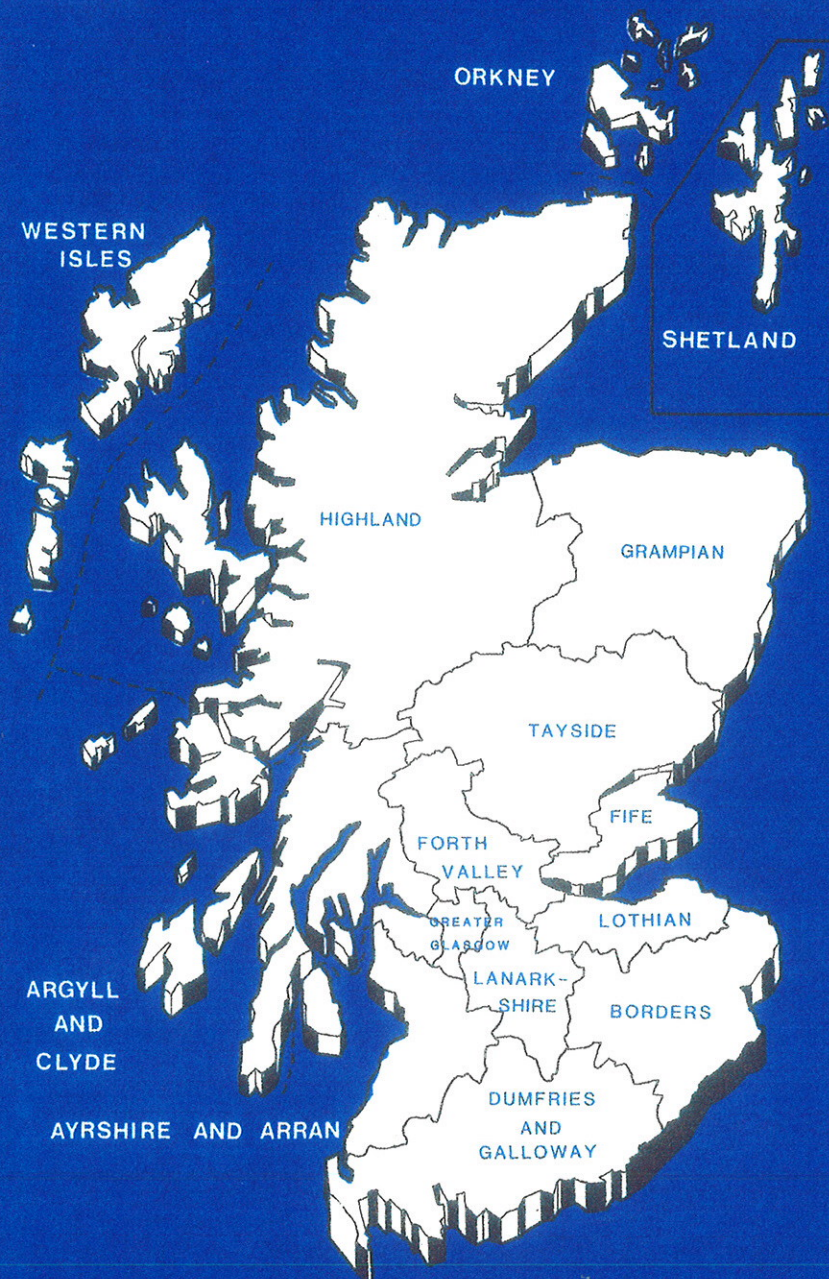 ORKNEY
WESTERN
ISLES
SHETLAND
HIGHLAND
GRAMPIAN
TAYSIDE
FIFE
FORTH
VALLEY
GREATER
GLASGOW
LOTHIAN
LANARK-
SHIRE
BORDERS
ARGYLL
AND
CLYDE
AYRSHIRE AND ARRAN
DUMFRIES
AND
GALLOWAY